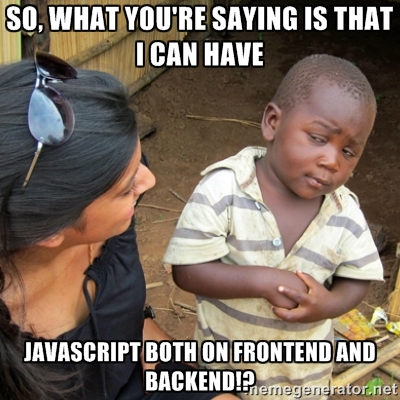 SO, WHAT YOU'RE SAYING IS THAT
I CAN HAVE
JAVASCRIPT BOTH ON FRONTEND AND
BACKEND!?
memegenerator.net